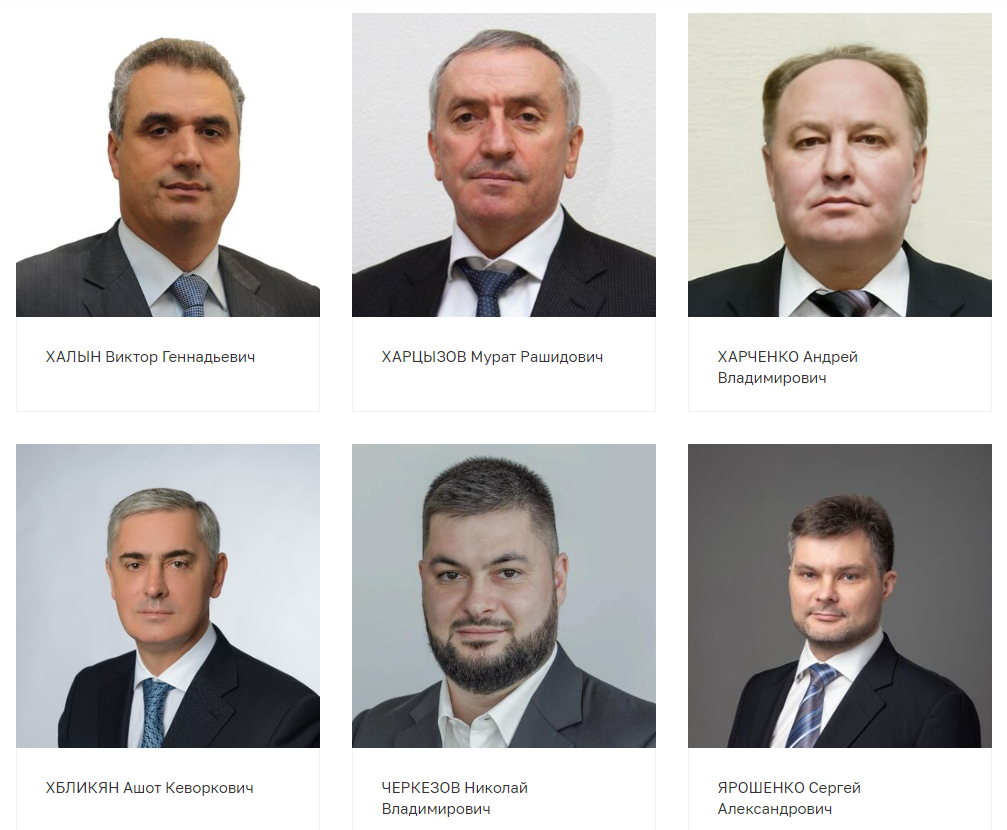 ХАЛЫН Виктор Геннадьевич
ХАРЦЫЗОВ Мурат Рашидович
ХАРЧЕНКО Андрей
Владимирович
ХБЛИКЯН Ашот Кеворкович
ЧЕРКЕЗОВ Николай
Владимирович
ЯРОШЕНКО Сергей
Александрович